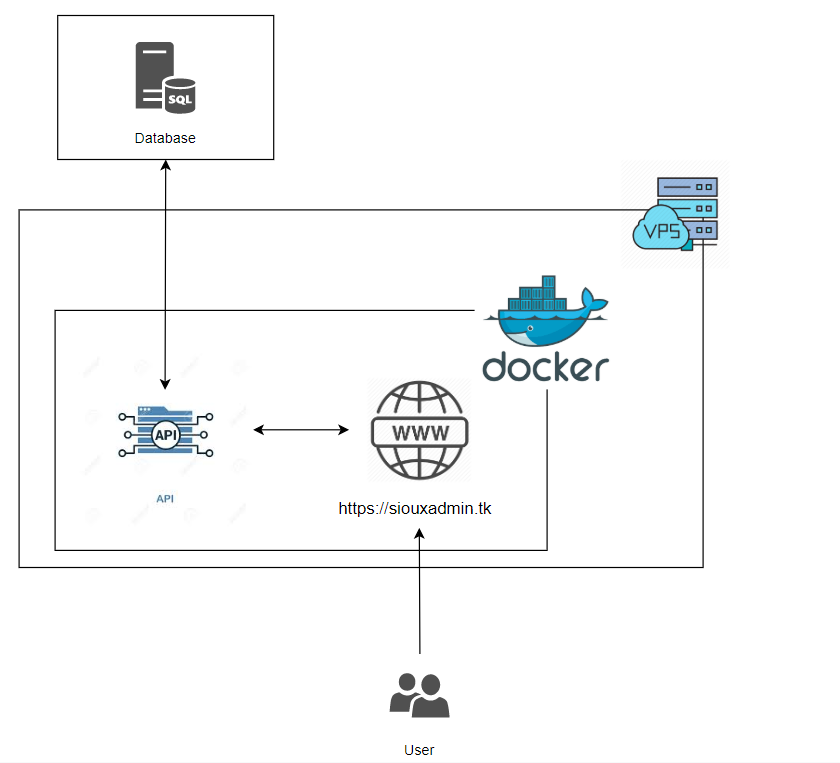 SQL
Database
VPS
docker
API
WWW
API
https://siouxadmin.tk
User